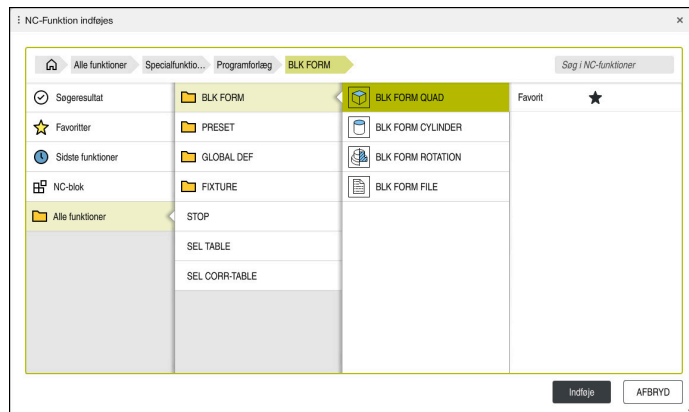 NC-Funktion indføjes
Alle funktioner
Specialfunktio...
Programforlæg
BLK FORM
Søg i NC-funktioner
Søgeresultat
BLK FORM
BLK FORM QUAD
Favorit
Favoritter
PRESET
BLK FORM CYLINDER
Sidste funktioner
GLOBAL DEF
BLK FORM ROTATION
NC-blok
FIXTURE
BLK FORM FILE
Alle funktioner
STOP
SEL TABLE
SEL CORR-TABLE
Indføje
AFBRYD